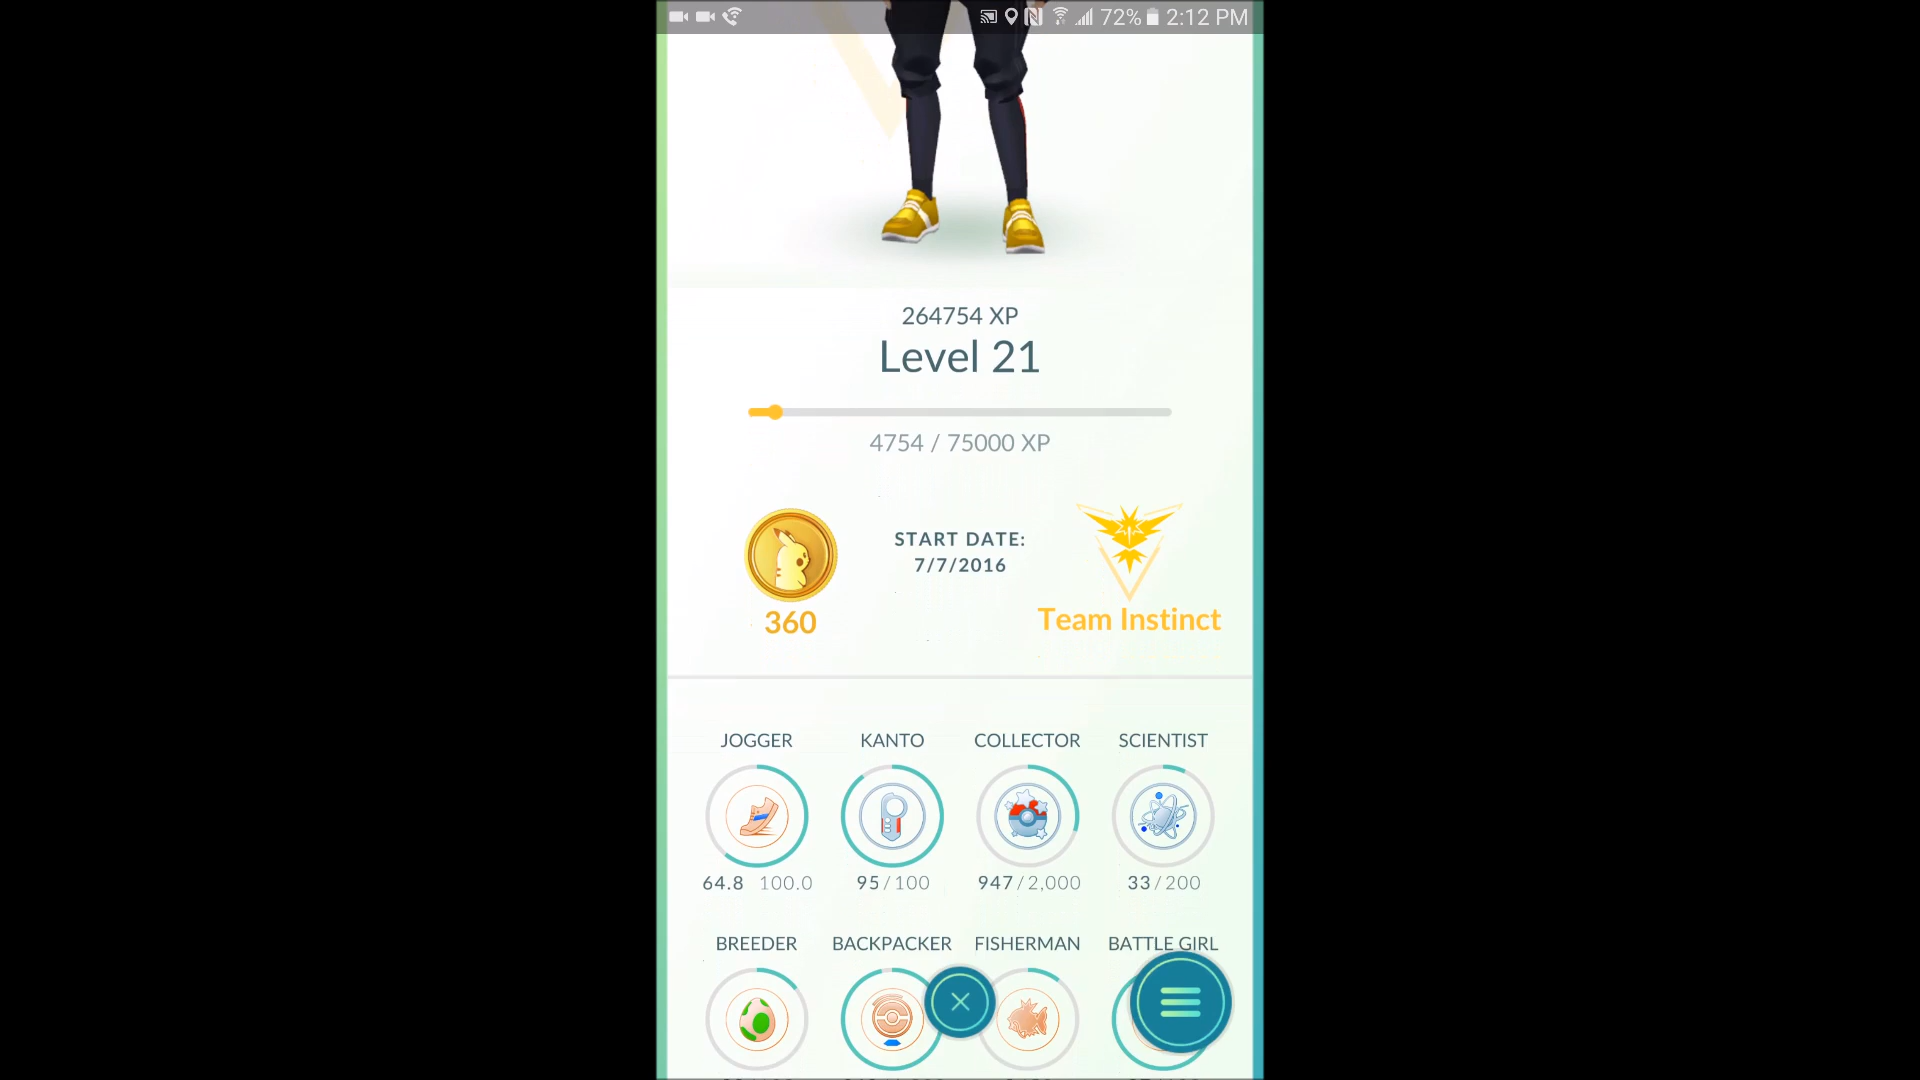 72% 2:12 PM
264754 XP
Level 21
4754 / 75000 XP
START DATE:
7/7/2016
360
Team Instinct
JOGGER KANTO COLLECTOR SCIENTIST
64.8 100.0 95/100 947/2,000 33/200
BREEDER BACKPACKER FISHERMAN BATTLE GIRL